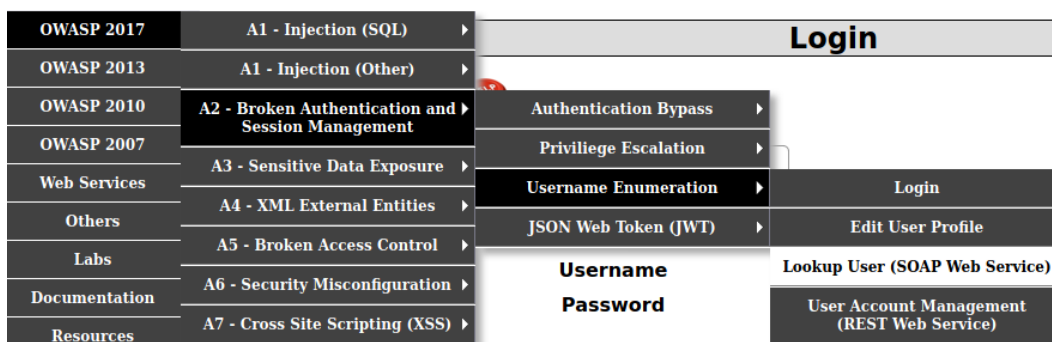 OWASP 2017
OWASP 2013
OWASP 2010
OWASP 2007
Web Services
Others
Labs
Documentation
Resources
A1 - Injection (SQL)
A1 - Injection (Other)
A2 - Broken Authentication and
Session Management
A3 - Sensitive Data Exposure
A4 - XML External Entities
A5 - Broken Access Control
A6 - Security Misconfiguration
A7 - Cross Site Scripting (XSS)
Login
Authentication Bypass
Priviliege Escalation
Username Enumeration
JSON Web Token (JWT)
Username
Password
Login
Edit User Profile
Lookup User (SOAP Web Service)
User Account Management
(REST Web Service)